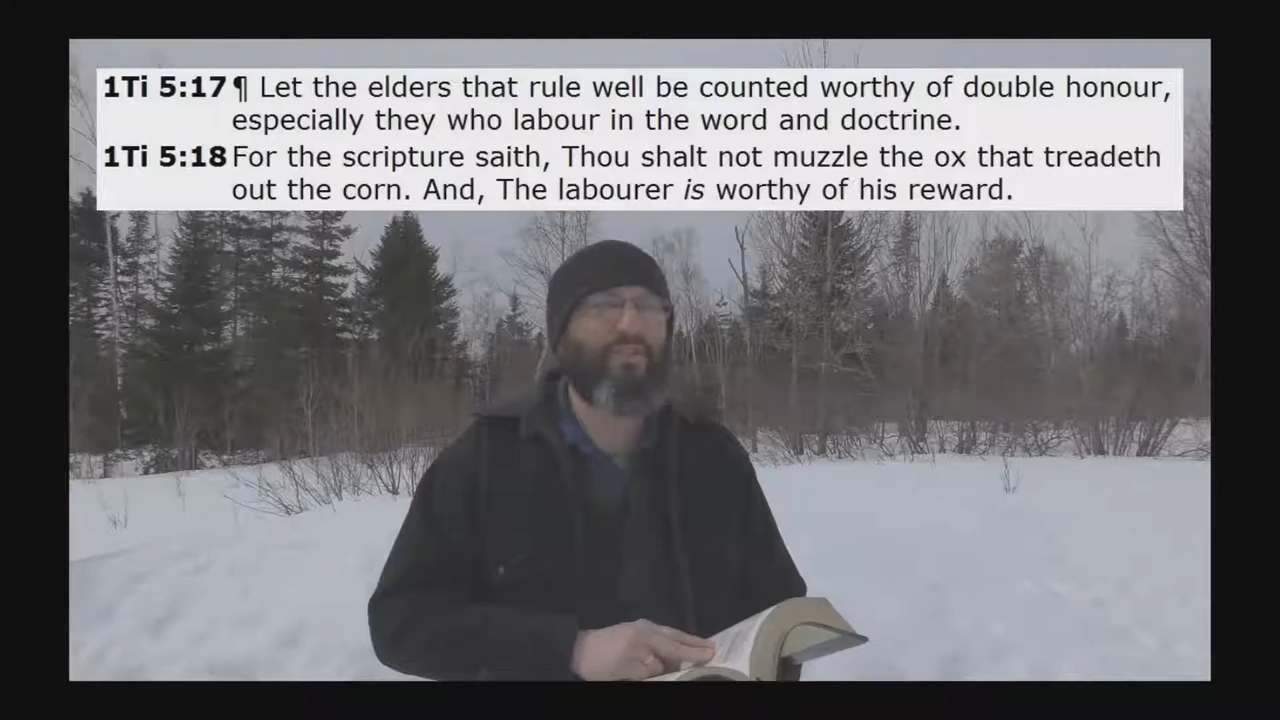 1Ti 5:17 ¶ Let the elders that rule well be counted worthy of double honour,
especially they who labour in the word and doctrine.
1Ti 5:18 For the scripture saith, Thou shalt not muzzle the ox that treadeth
out the corn. And, The labourer is worthy of his reward.